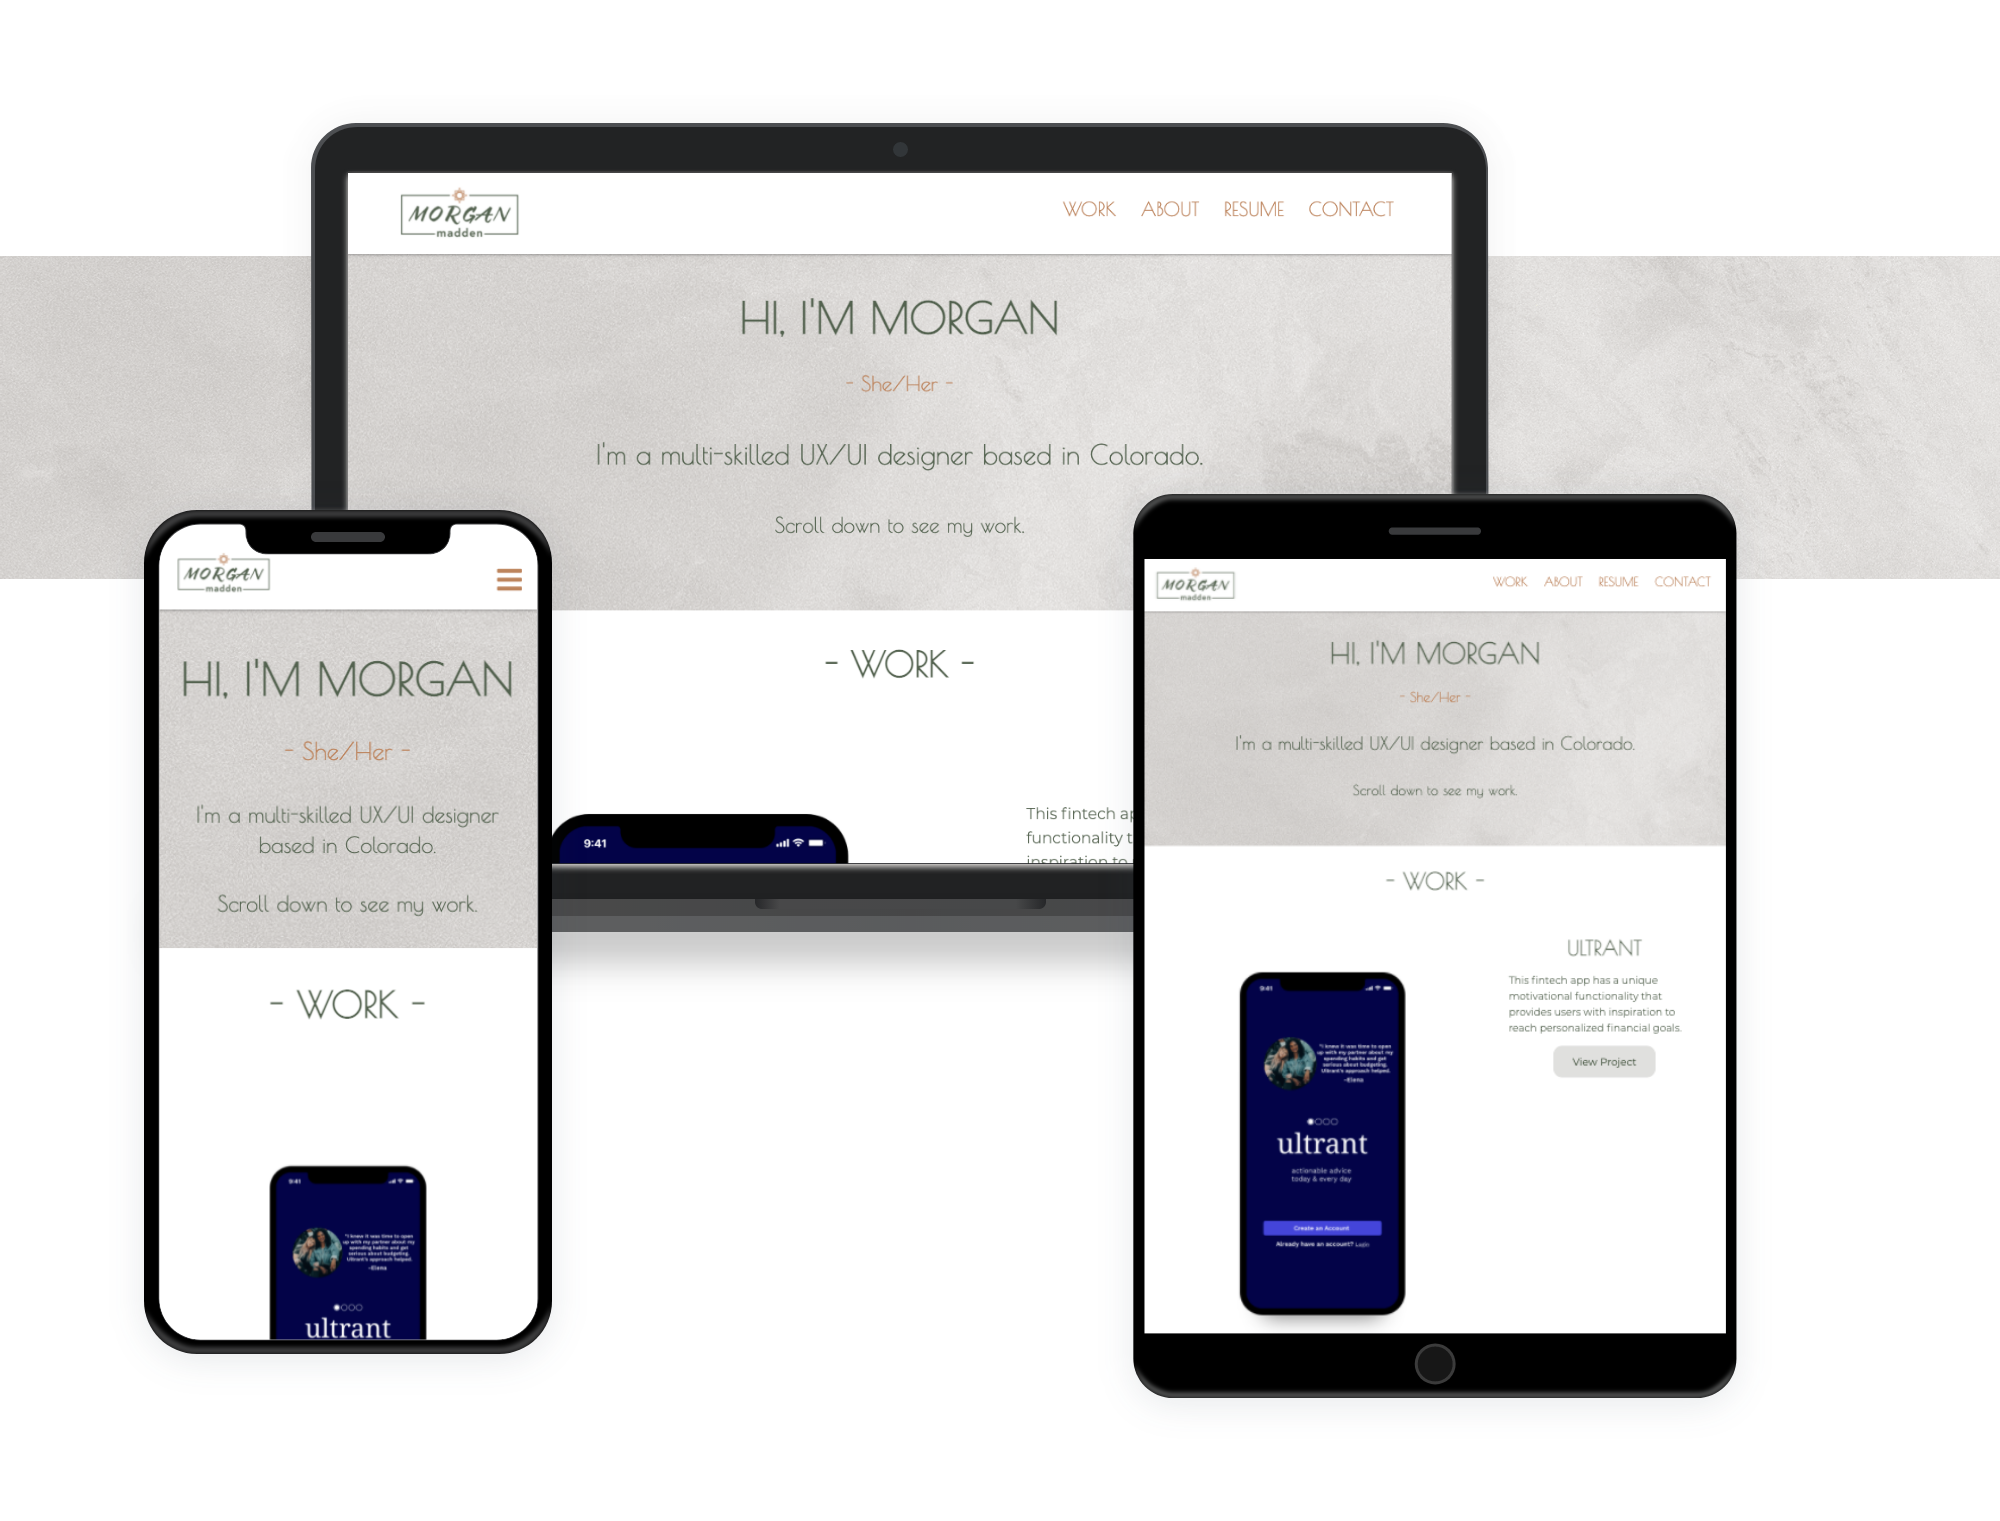 MORGAN
madden
WORK ABOUT RESUME CONTACT
HI, I'M MORGAN
- She/Her -
I'm a multi-skilled UX/UI designer based in Colorado.
Scroll down to see my work.
- WORK -
9:41
This fintech ap
functionality t
inspiration to
MORGAN
madden
HI, I'M MORGAN
- She/Her -
I'm a multi-skilled UX/UI designer
based in Colorado.
Scroll down to see my work.
- WORK -
9:41
"I knew it was time to open
up with my partner about my
spending habits and get
serious about budgeting.
Ultrant's approach helped.
-Elena
ultrant
MORGAN
madden
WORK ABOUT RESUME CONTACT
HI, I'M MORGAN
- She/Her -
I'm a multi-skilled UX/UI designer based in Colorado.
Scroll down to see my work.
- WORK -
ULTRANT
This fintech app has a unique
motivational functionality that
provides users with inspiration to
reach personalized financial goals.
View Project
9:41
"I knew it was time to open
up with my partner about my
spending habits and get
serious about budgeting.
Ultrant's approach helped.
-Elena
ultrant
actionable advice
today & every day
Create an Account
Already have an account? Login